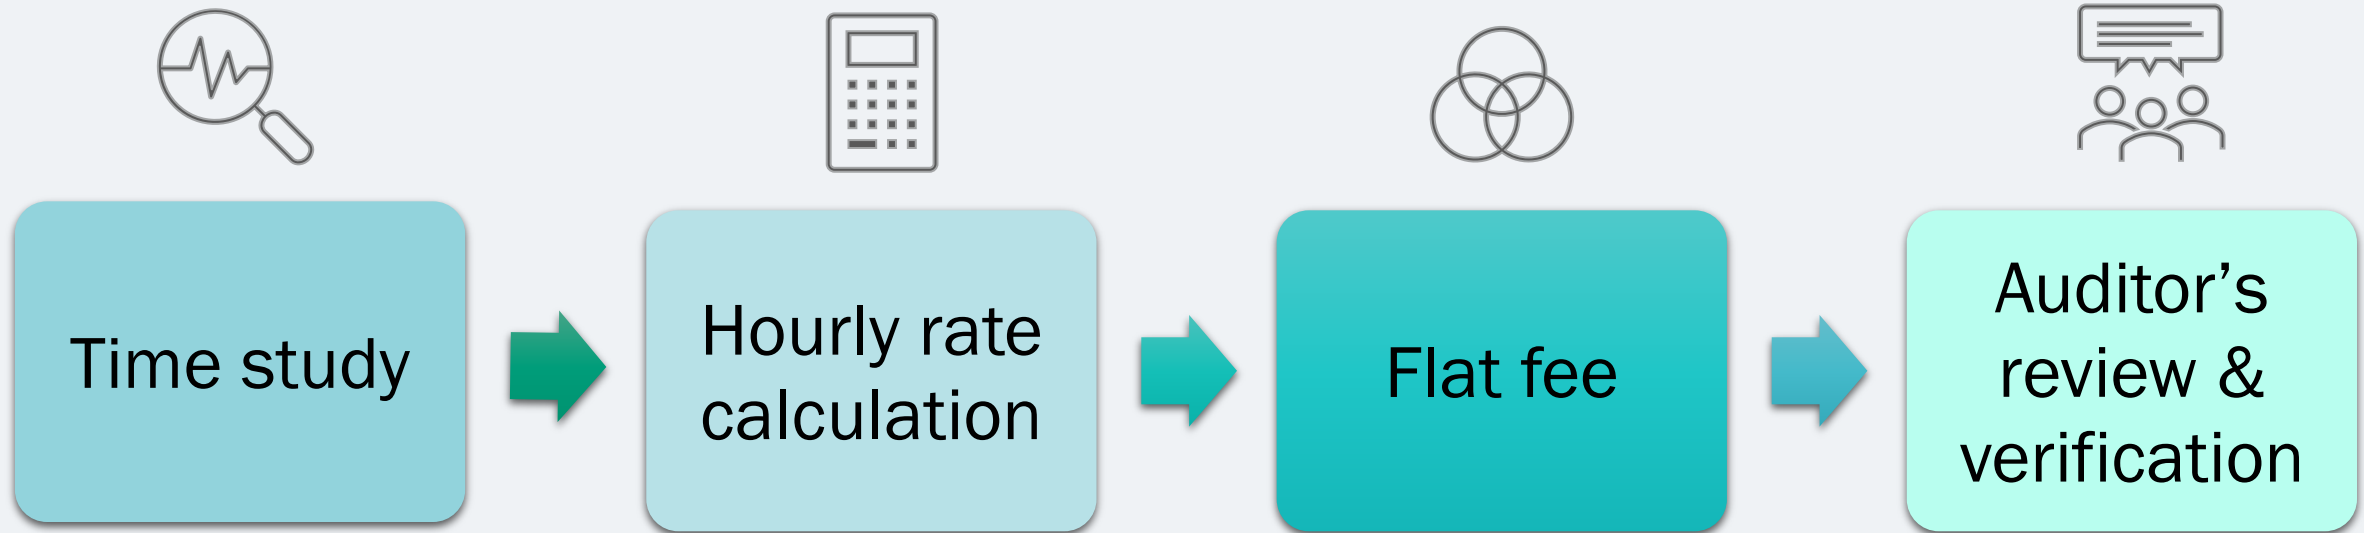 Time study
Hourly rate
calculation
Flat fee
Auditor’s
review &
verification